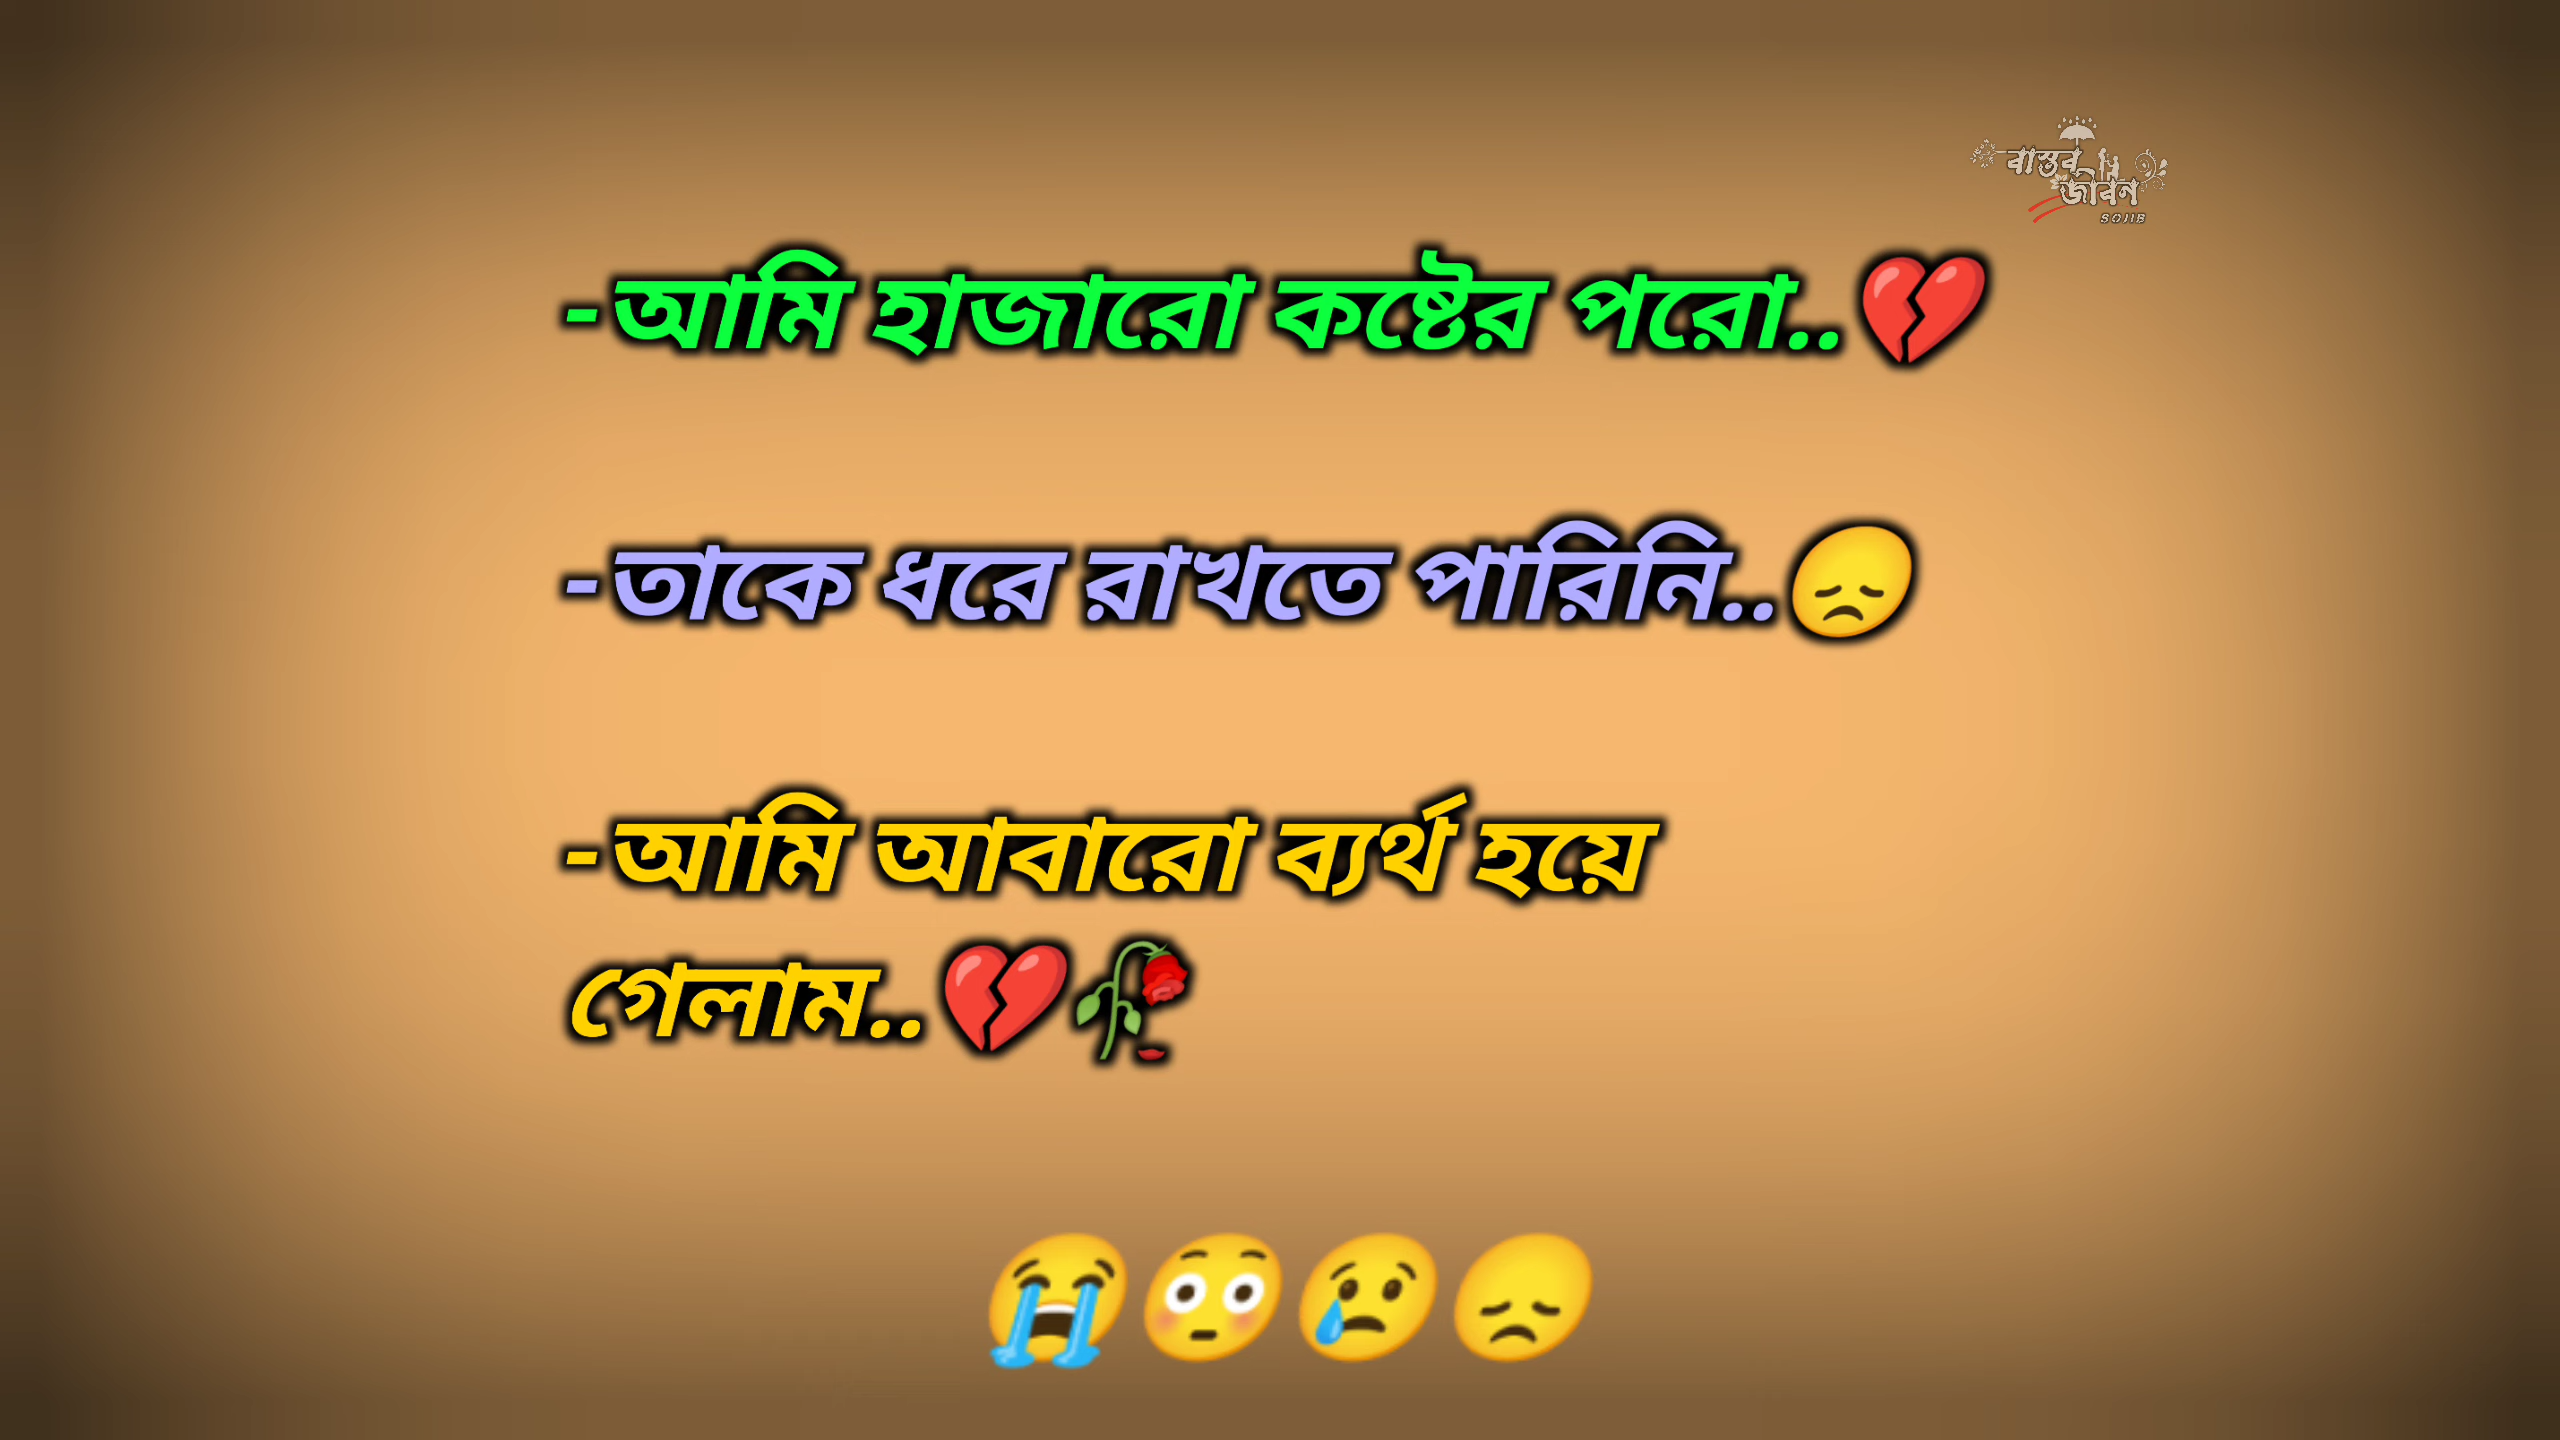 বাস্তব
জীবন
SOJIB
-আমি হাজারো কষ্টের পরো..💔
-তাকে ধরে রাখতে পারিনি..😞
-আমি আবারো ব্যর্থ হয়ে
গেলাম..💔🥀
😭😳😢😞